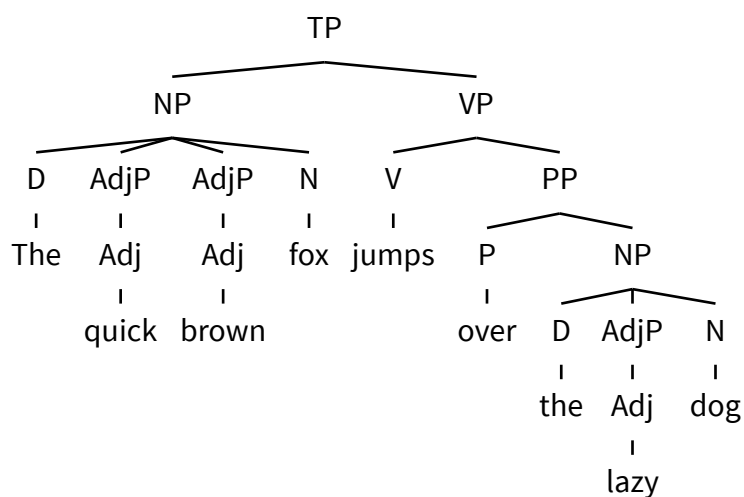 TP
NP VP
D AdjP AdjP N V PP
The Adj Adj fox jumps P NP
quick brown over D AdjP N
the Adj dog
lazy